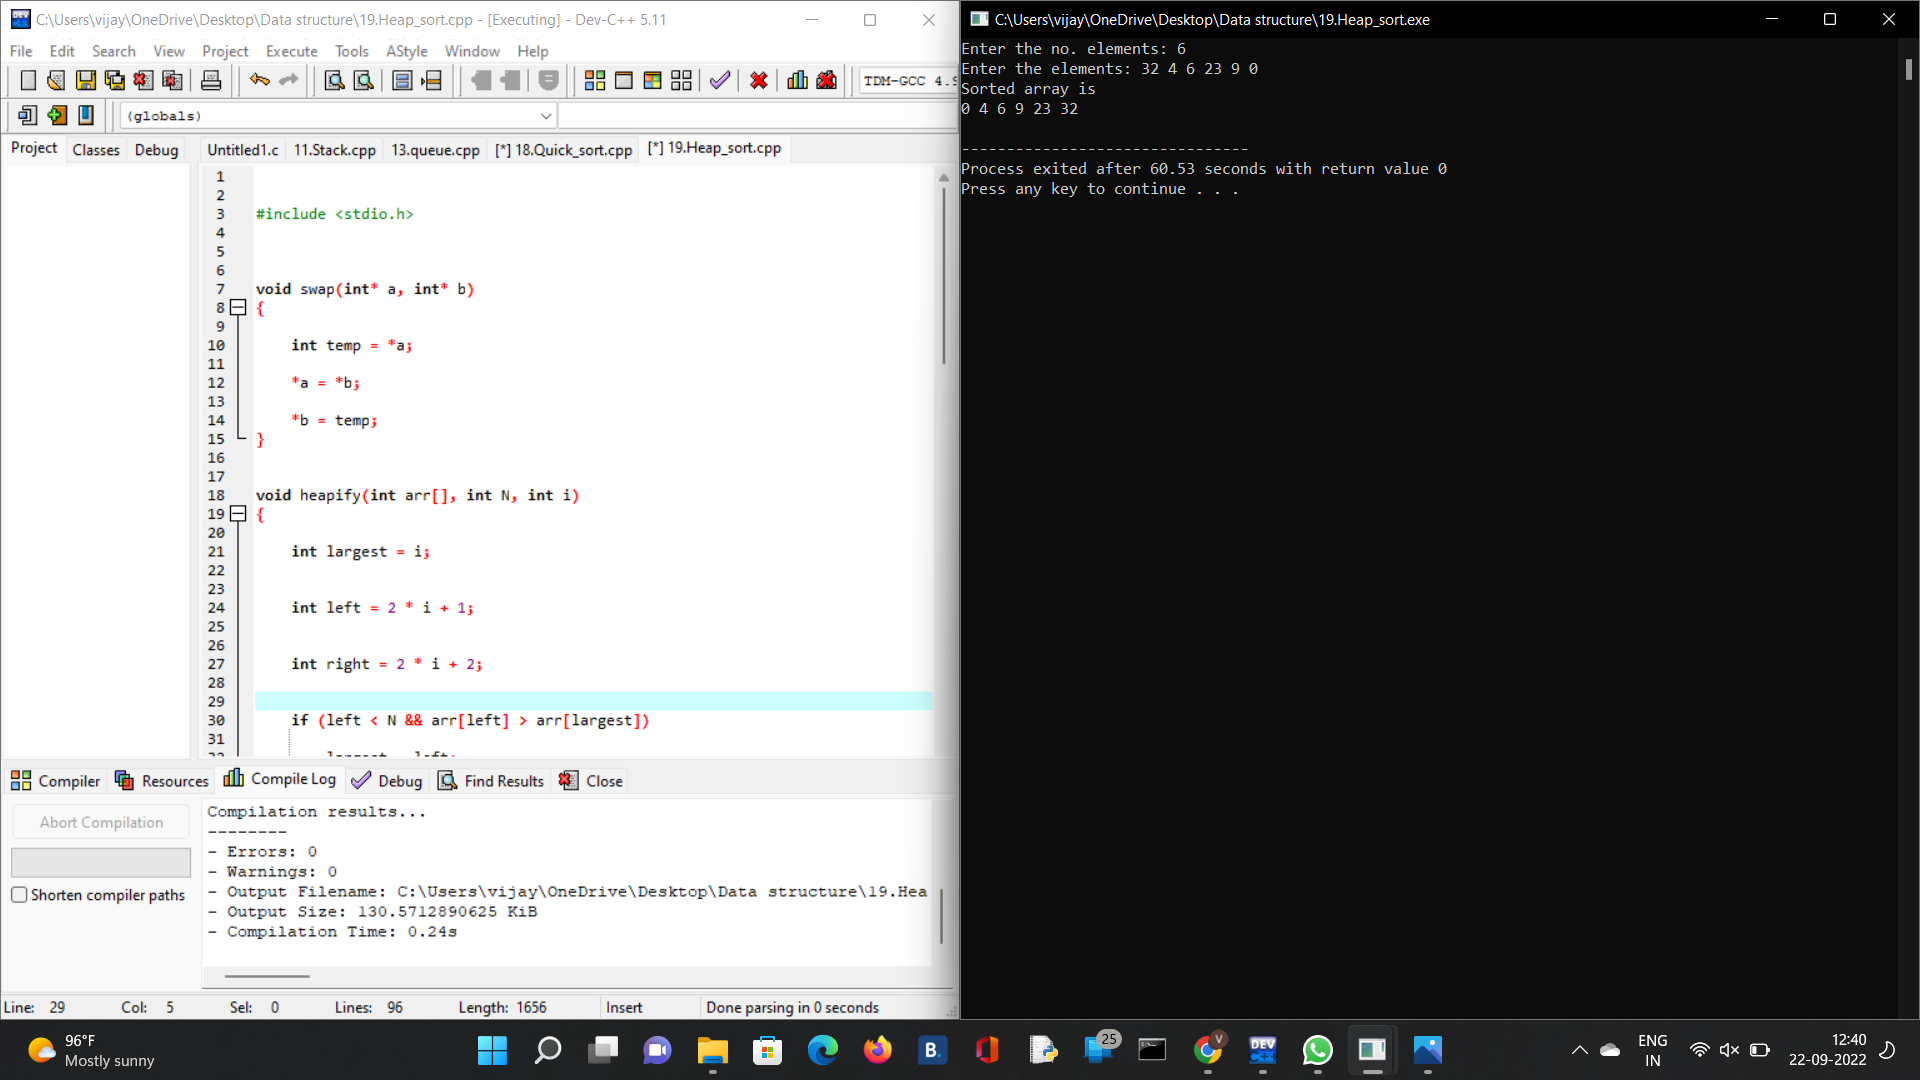 C:\Users\vijay\OneDrive\Desktop\Data structure\19.Heap_sort.cpp - [Executing] - Dev-C++ 5.11
File Edit Search View Project Execute Tools AStyle Window Help
TDM-GCC 4.9
(globals)
Project Classes Debug
Untitled1.c 11.Stack.cpp 13.queue.cpp [*] 18.Quick_sort.cpp [*] 19.Heap_sort.cpp
1
2
3 #include <stdio.h>
4
5
6
7 void swap(int* a, int* b)
8 {
9
10 int temp = *a;
11
12 *a = *b;
13
14 *b = temp;
15 }
16
17
18 void heapify(int arr[], int N, int i)
19 {
20
21 int largest = i;
22
23
24 int left = 2 * i + 1;
25
26
27 int right = 2 * i + 2;
28
29
30 if (left < N && arr[left] > arr[largest])
31
32 largest = left;
Compiler Resources Compile Log Debug Find Results Close
Abort Compilation
Shorten compiler paths
Compilation results...
--------
- Errors: 0
- Warnings: 0
- Output Filename: C:\Users\vijay\OneDrive\Desktop\Data structure\19.Hea
- Output Size: 130.5712890625 KiB
- Compilation Time: 0.24s
Line: 29 Col: 5 Sel: 0 Lines: 96 Length: 1656 Insert Done parsing in 0 seconds
C:\Users\vijay\OneDrive\Desktop\Data structure\19.Heap_sort.exe
Enter the no. elements: 6
Enter the elements: 32 4 6 23 9 0
Sorted array is
0 4 6 9 23 32
--------------------------------
Process exited after 60.53 seconds with return value 0
Press any key to continue . . .
96°F
Mostly sunny
B.
25
V
DEV
C++
ENG
IN
12:40
22-09-2022